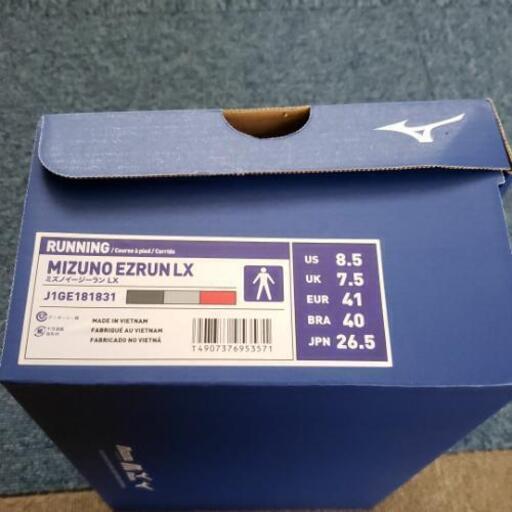 RUNNING / Course à pied / Corrida
MIZUNO EZRUN LX
ミズノイージーラン LX
J1GE181831
MADE IN VIETNAM
FABRIQUÉ AU VIETNAM
FABRICADO NO VIETNÃ
T4907376953571
US 8.5
UK 7.5
EUR 41
BRA 40
JPN 26.5